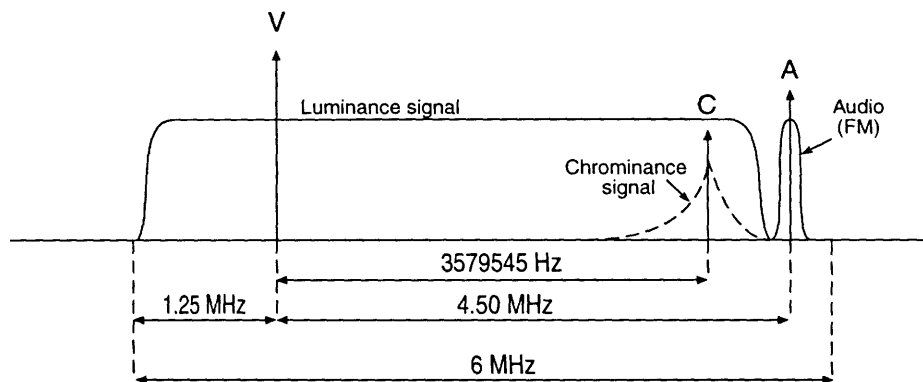 V
A
Luminance signal
C
Audio
(FM)
Chrominance
signal
3579545 Hz
1.25 MHz
4.50 MHz
6 MHz